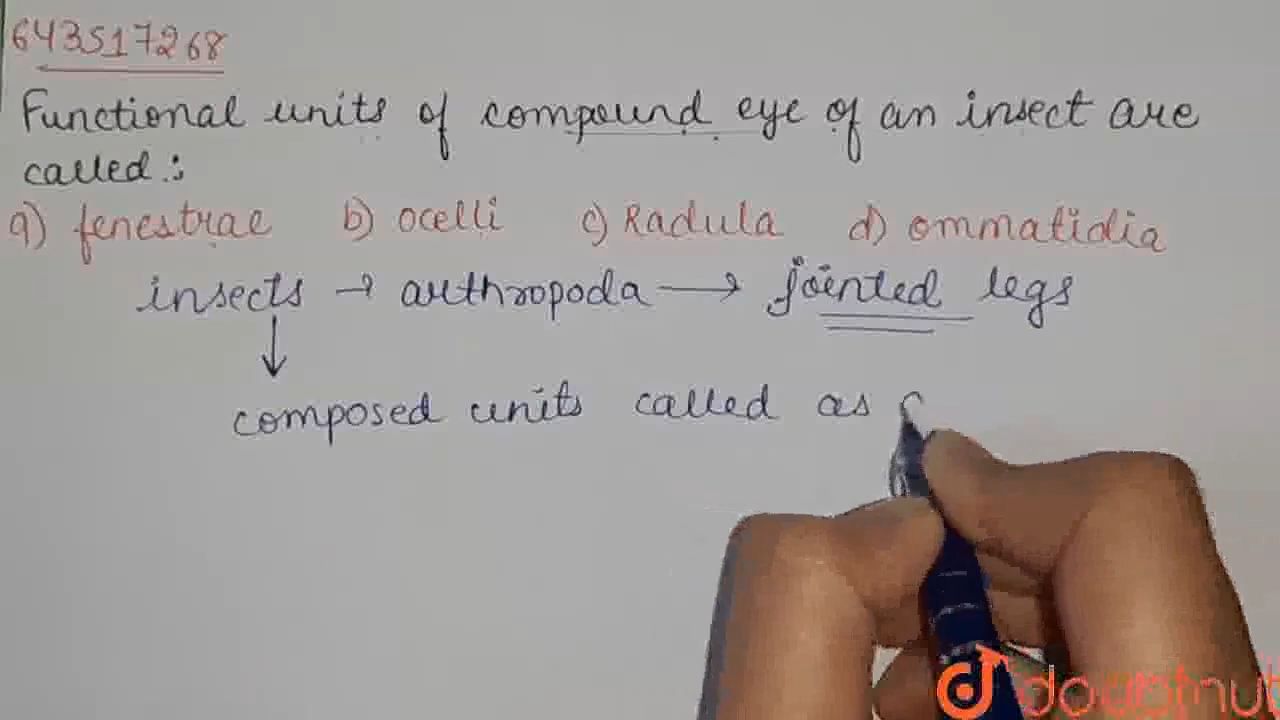 643517268
Functional units of compound eye of an insect are
called :
a) fenestrae b) ocelli c) Radula d) ommatidia
insects → arthropoda → jointed legs
↓
composed units called as
doubtnut